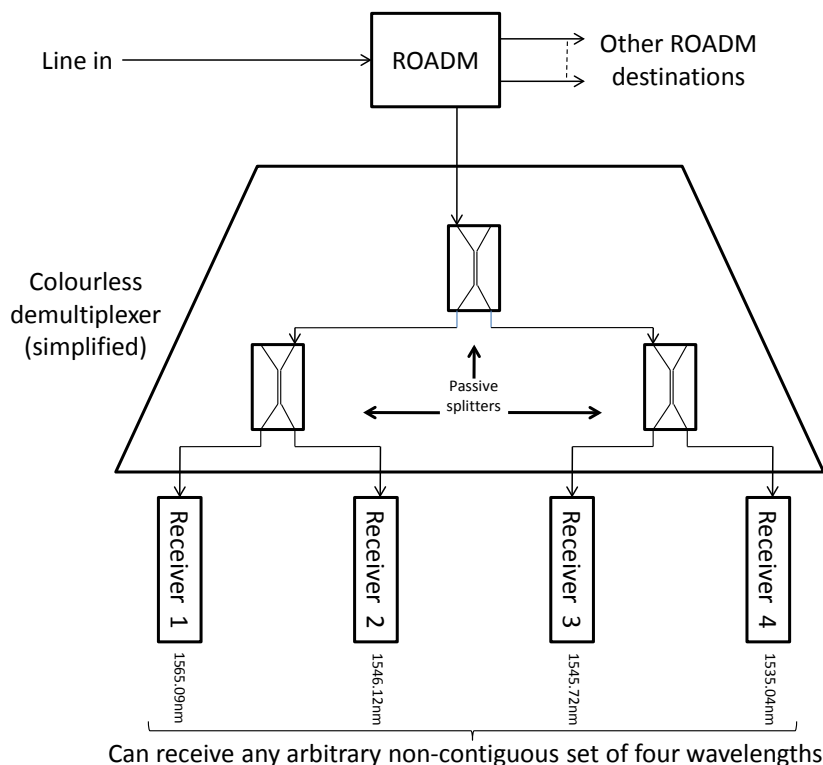 Line in
ROADM
Other ROADM
destinations
Colourless
demultiplexer
(simplified)
Passive
splitters
Receiver 1
Receiver 2
Receiver 3
Receiver 4
1565.09nm
1546.12nm
1545.72nm
1535.04nm
Can receive any arbitrary non-contiguous set of four wavelengths